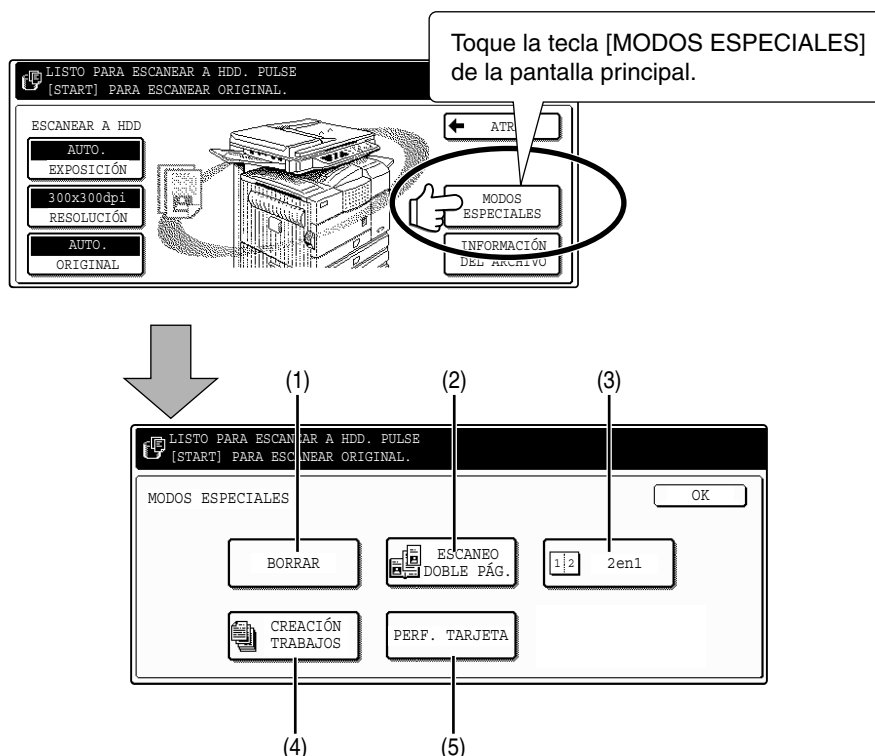 Toque la tecla [MODOS ESPECIALES]
de la pantalla principal.
LISTO PARA ESCANEAR A HDD. PULSE
[START] PARA ESCANEAR ORIGINAL.
ESCANEAR A HDD
AUTO.
EXPOSICIÓN
300x300dpi
RESOLUCIÓN
AUTO.
ORIGINAL
MODOS
ESPECIALES
INFORMACIÓN
DEL ARCHIVO
(1)
(2)
(3)
LISTO PARA ESCANEAR A HDD. PULSE
[START] PARA ESCANEAR ORIGINAL.
MODOS ESPECIALES
OK
BORRAR
ESCANEO
DOBLE PÁG.
1 2
2en1
CREACIÓN
TRABAJOS
PERF. TARJETA
(4)
(5)